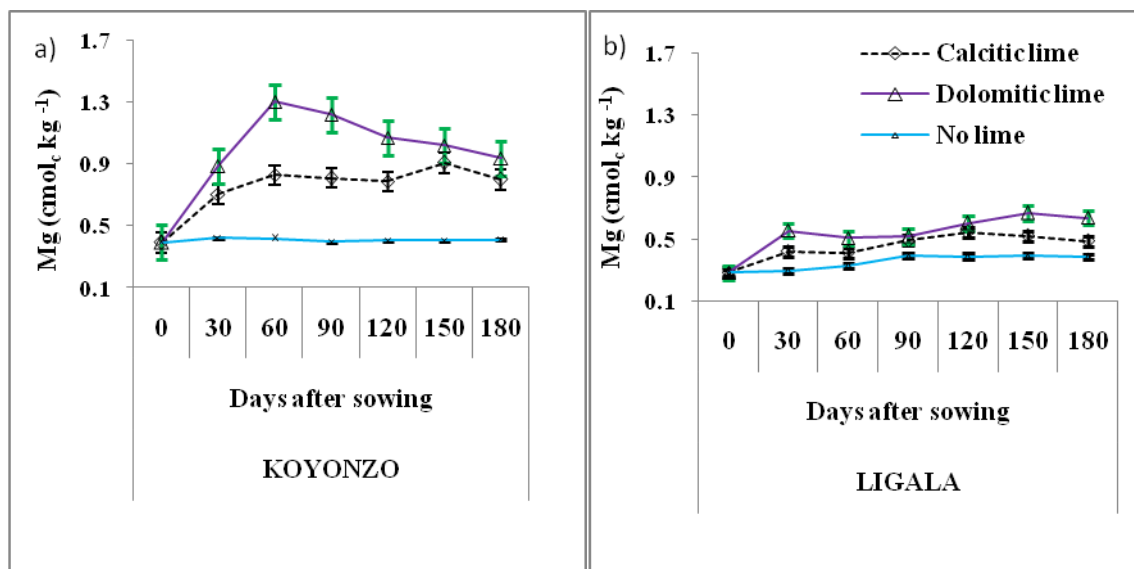 a)
Mg (cmolc kg -1)
1.7
1.3
0.9
0.5
0.1
0 30 60 90 120 150 180
Days after sowing
KOYONZO
b)
Mg (cmolc kg -1)
1.7
1.3
0.9
0.5
0.1
Calcitic lime
Dolomitic lime
No lime
0 30 60 90 120 150 180
Days after sowing
LIGALA